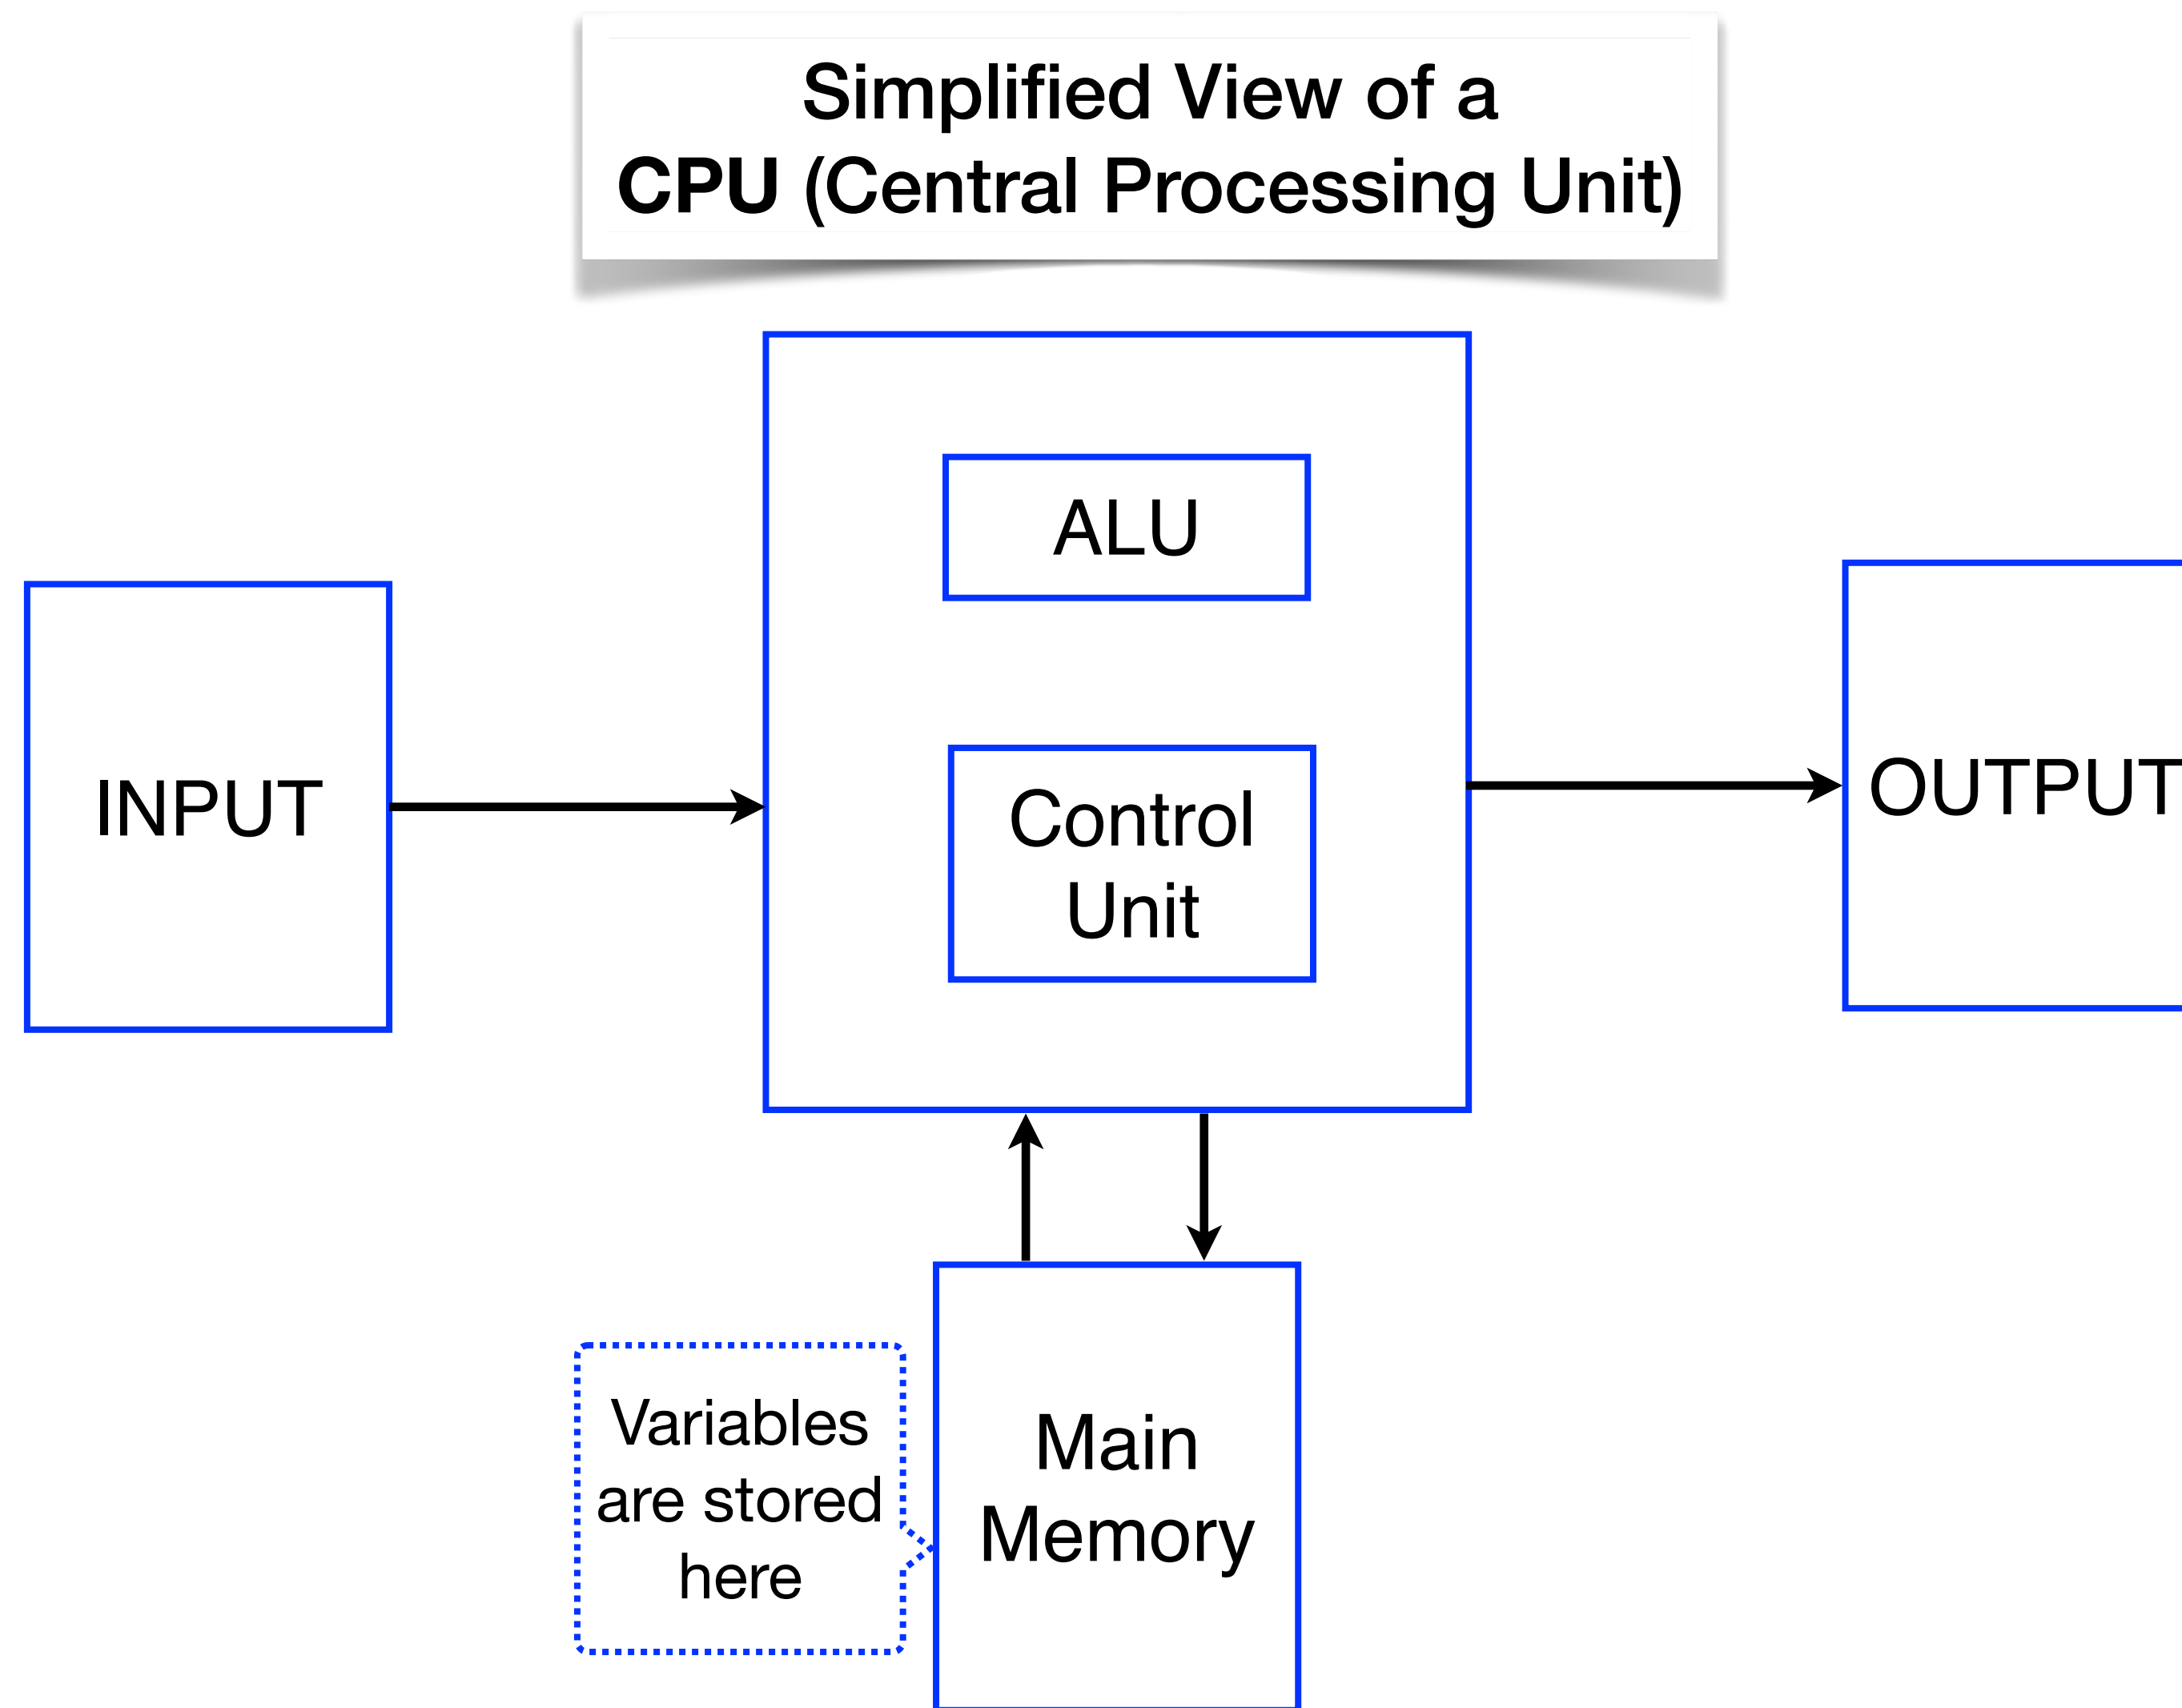 Simplified View of a
CPU (Central Processing Unit)
ALU
INPUT
Control
Unit
OUTPUT
Variables
are stored
here
Main
Memory